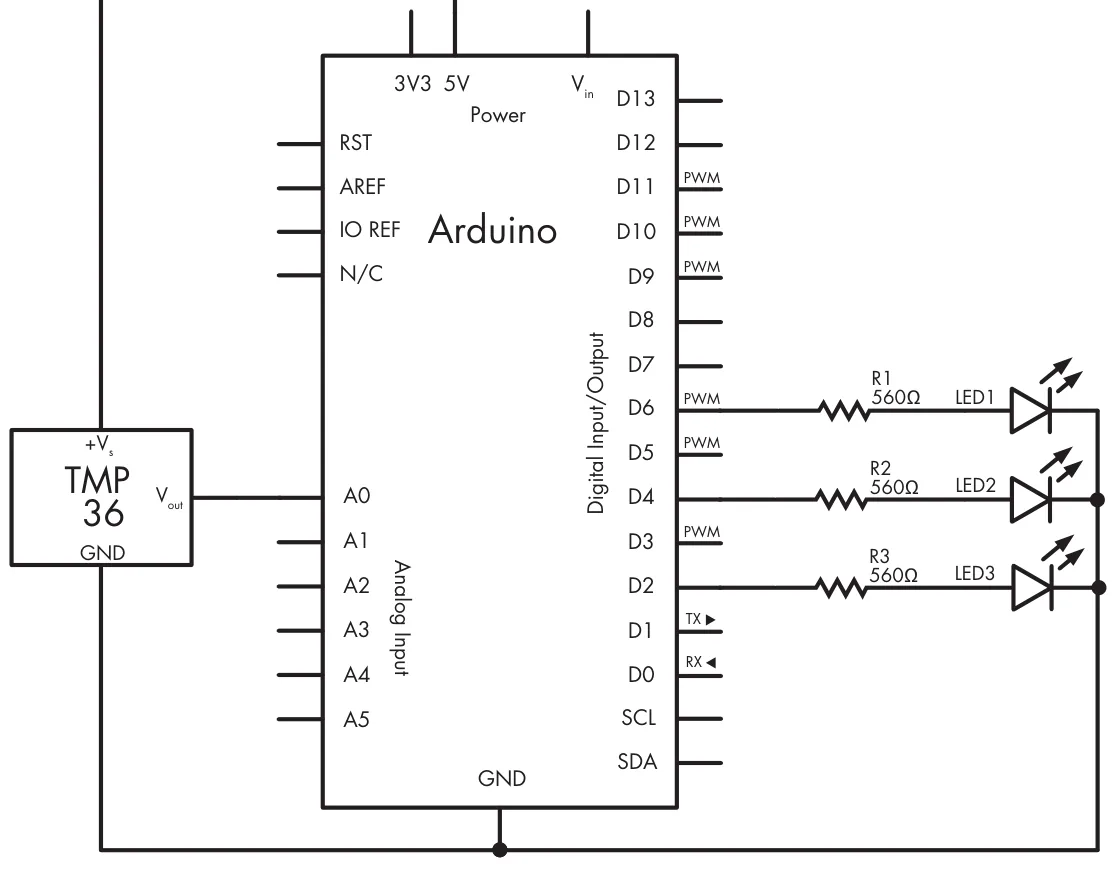 3V3 5V
Vin
Power
RST
AREF
IO REF
N/C
Arduino
D13
D12
D11 PWM
D10 PWM
D9 PWM
D8
D7
D6 PWM
D5 PWM
D4
D3 PWM
D2
D1 TX ▶
D0 RX ◀
SCL
SDA
Digital Input/Output
R1
560Ω
LED1
R2
560Ω
LED2
R3
560Ω
LED3
+Vs
TMP
36
Vout
GND
A0
A1
A2
A3
A4
A5
Analog Input
GND